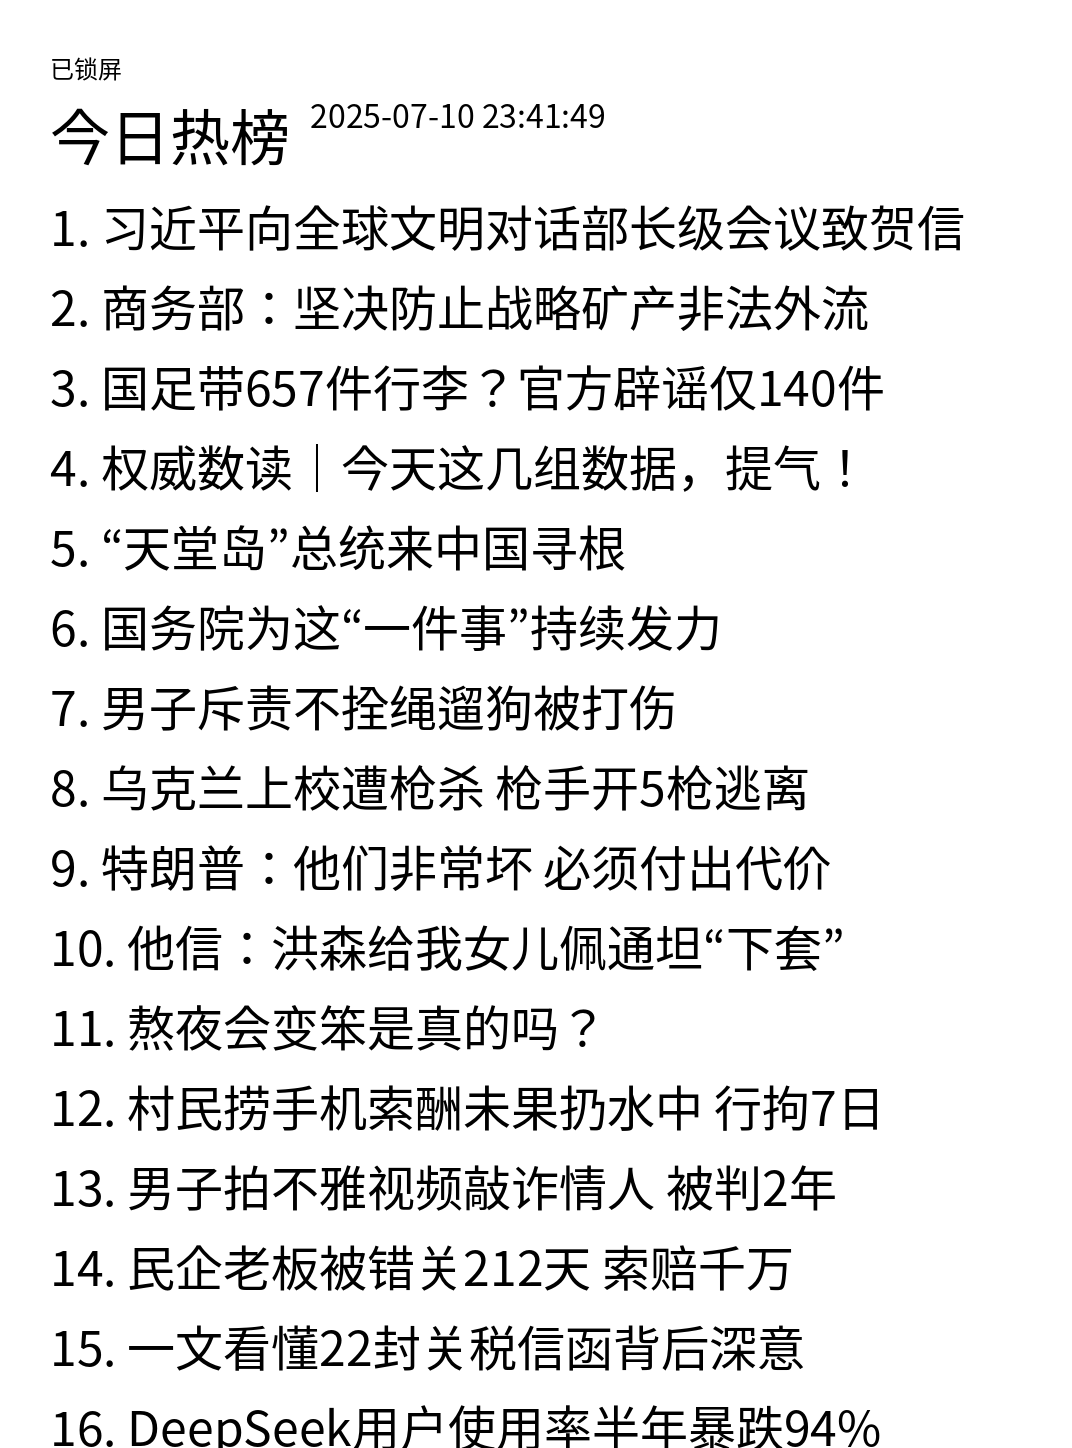 已锁屏
今日热榜 2025-07-10 23:41:49
1. 习近平向全球文明对话部长级会议致贺信
2. 商务部：坚决防止战略矿产非法外流
3. 国足带657件行李？官方辟谣仅140件
4. 权威数读｜今天这几组数据，提气！
5. “天堂岛”总统来中国寻根
6. 国务院为这“一件事”持续发力
7. 男子斥责不拴绳遛狗被打伤
8. 乌克兰上校遭枪杀 枪手开5枪逃离
9. 特朗普：他们非常坏 必须付出代价
10. 他信：洪森给我女儿佩通坦“下套”
11. 熬夜会变笨是真的吗？
12. 村民捞手机索酬未果扔水中 行拘7日
13. 男子拍不雅视频敲诈情人 被判2年
14. 民企老板被错关212天 索赔千万
15. 一文看懂22封关税信函背后深意
16. DeepSeek用户使用率半年暴跌94%